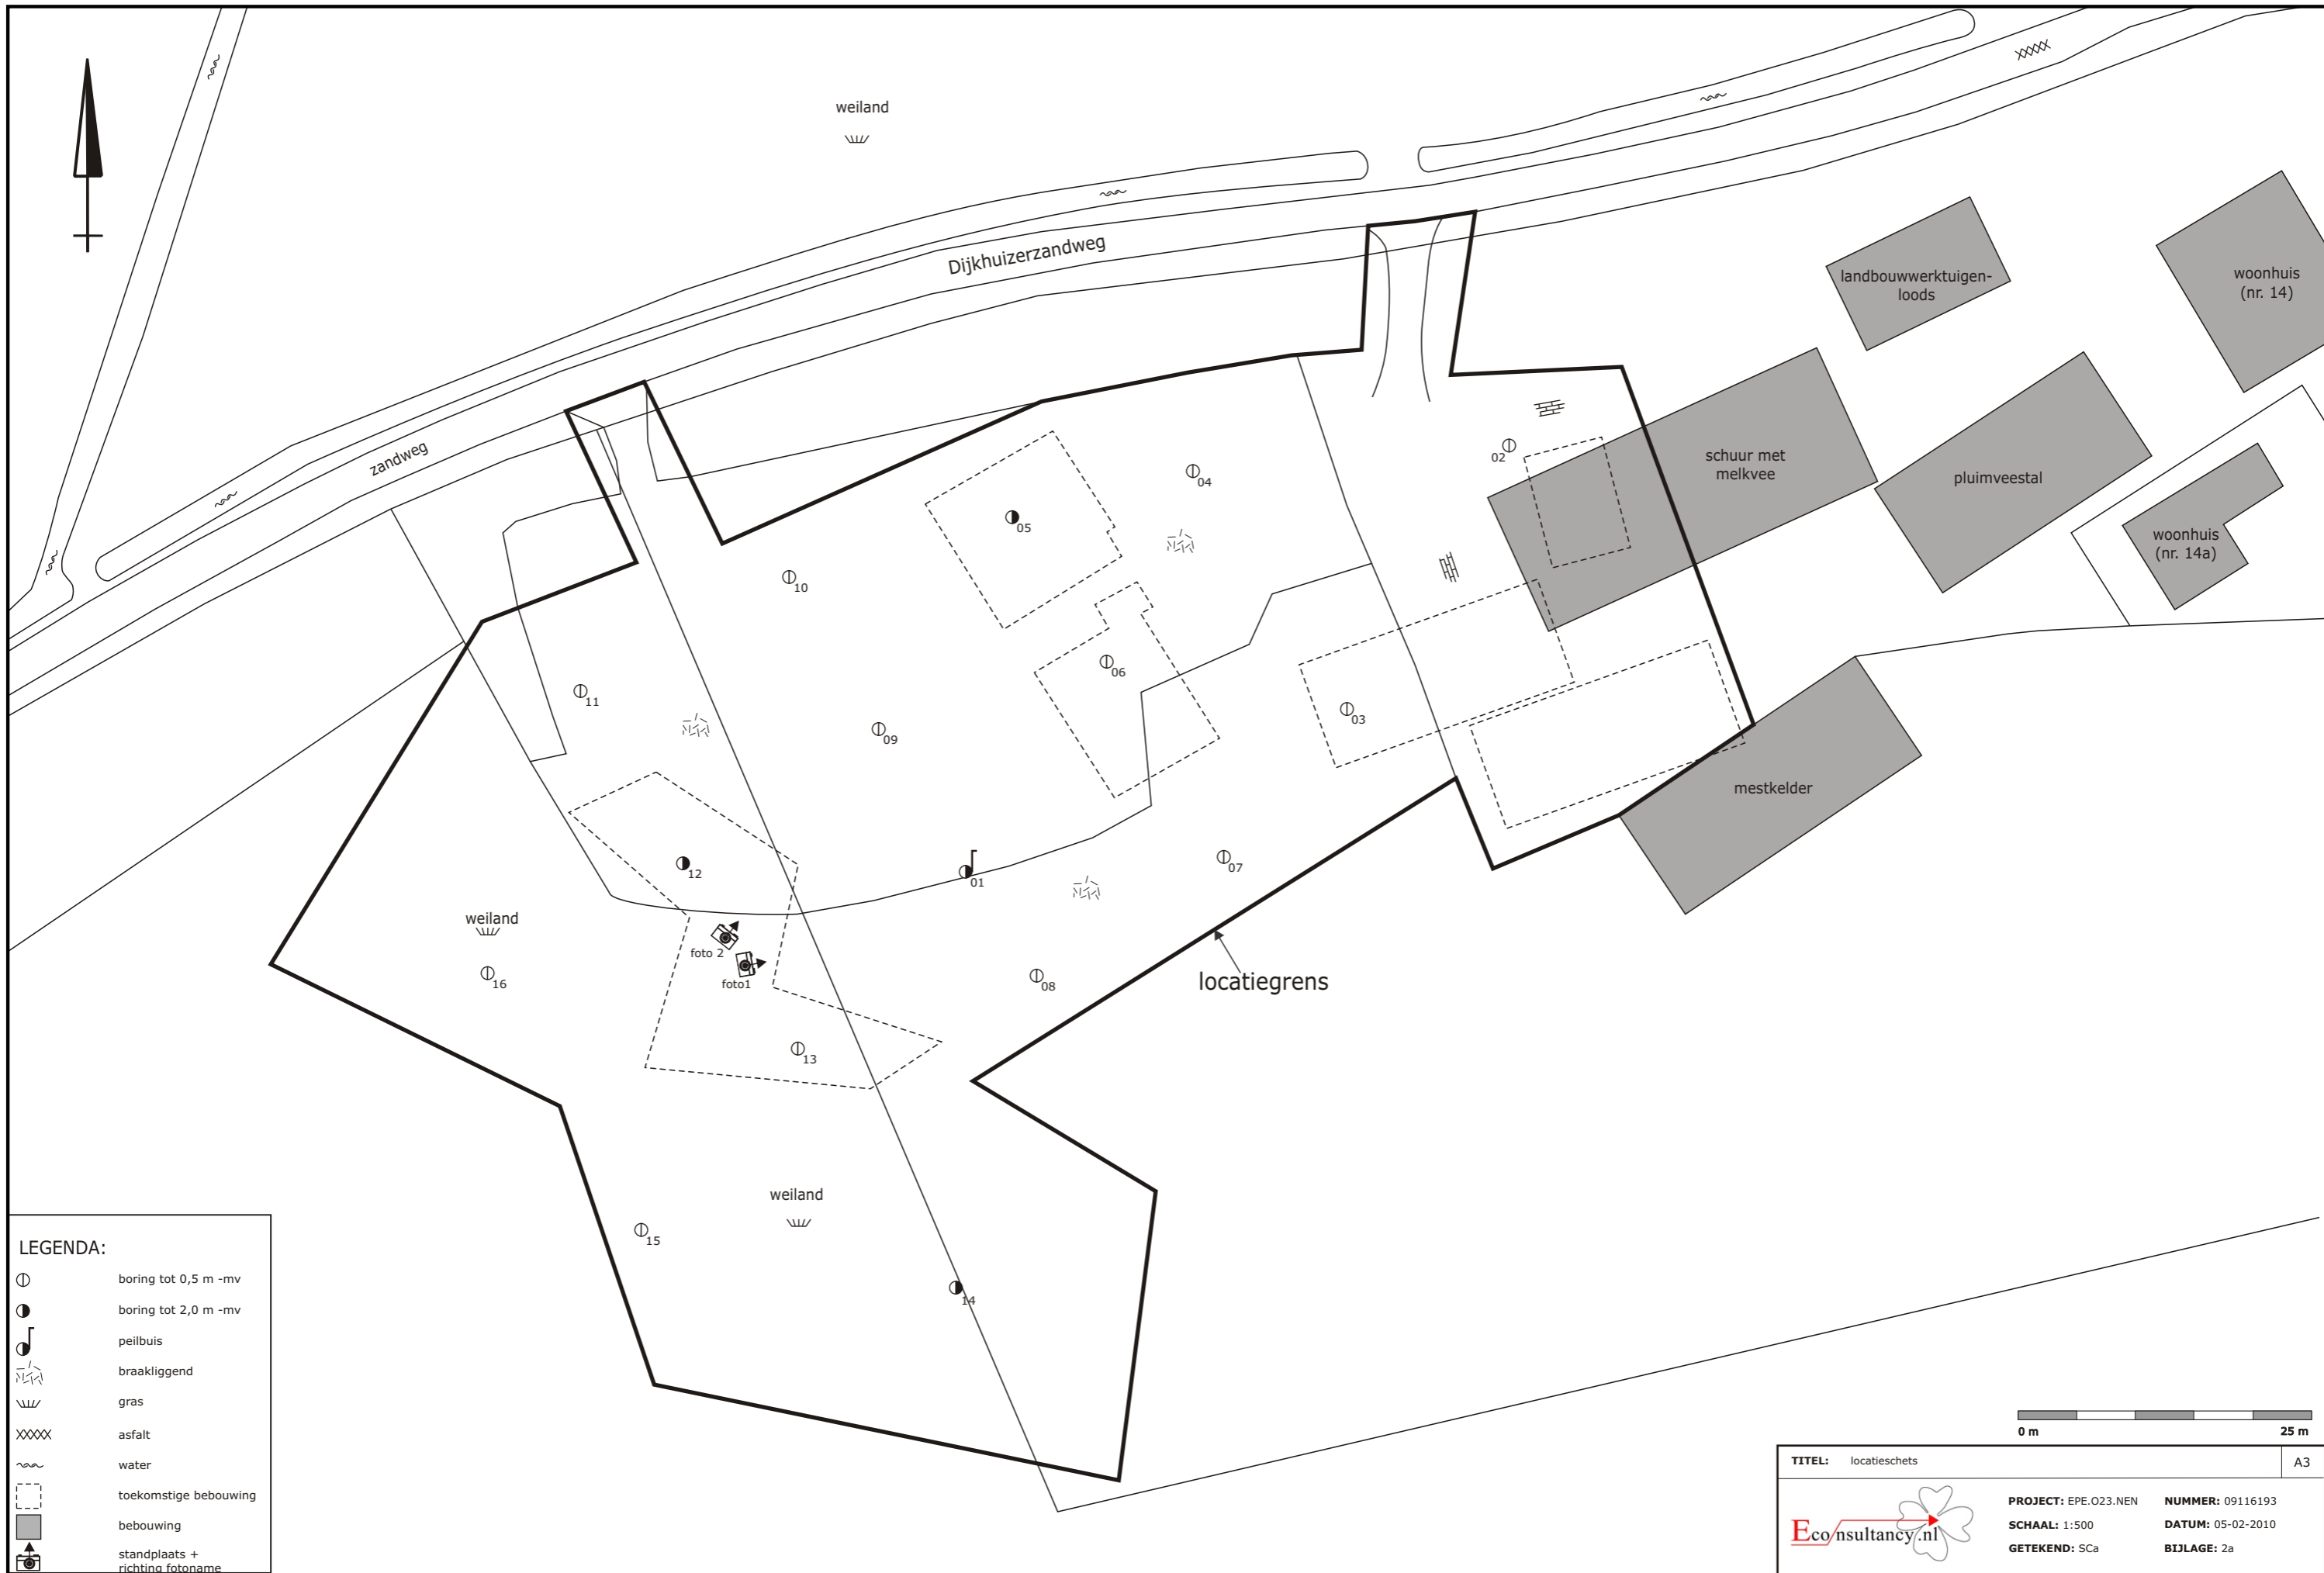 weiland
Dijkhuizerzandweg
zandweg
landbouwwerktuigen-
loods
woonhuis
(nr. 14)
schuur met
melkvee
pluimveestal
woonhuis
(nr. 14a)
mestkelder
02
04
05
10
06
11
03
09
12
01
07
weiland
foto 2
foto1
16
08
locatiegrens
13
weiland
15
14
LEGENDA:
boring tot 0,5 m -mv
boring tot 2,0 m -mv
peilbuis
braakliggend
gras
asfalt
water
toekomstige bebouwing
bebouwing
standplaats +
richting fotoname
0 m 25 m
TITEL: locatieschets A3
Econsultancy.nl
PROJECT: EPE.O23.NEN NUMMER: 09116193
SCHAAL: 1:500 DATUM: 05-02-2010
GETEKEND: SCa BIJLAGE: 2a